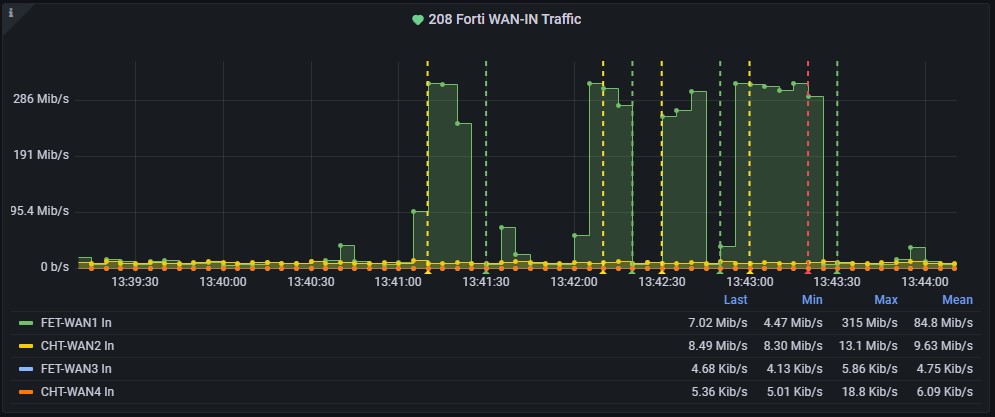 i
208 Forti WAN-IN Traffic
286 Mib/s
191 Mib/s
95.4 Mib/s
0 b/s
13:39:30 13:40:00 13:40:30 13:41:00 13:41:30 13:42:00 13:42:30 13:43:00 13:43:30 13:44:00
Last Min Max Mean
FET-WAN1 In 7.02 Mib/s 4.47 Mib/s 315 Mib/s 84.8 Mib/s
CHT-WAN2 In 8.49 Mib/s 8.30 Mib/s 13.1 Mib/s 9.63 Mib/s
FET-WAN3 In 4.68 Kib/s 4.13 Kib/s 5.86 Kib/s 4.75 Kib/s
CHT-WAN4 In 5.36 Kib/s 5.01 Kib/s 18.8 Kib/s 6.09 Kib/s